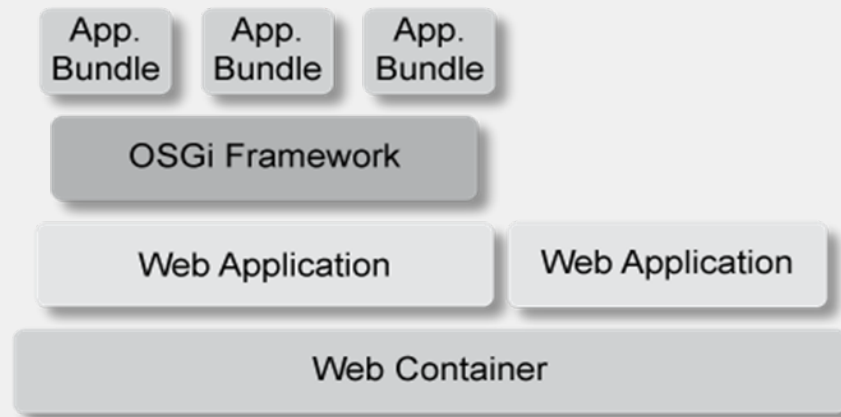 App.
Bundle
App.
Bundle
App.
Bundle
OSGi Framework
Web Application
Web Application
Web Container